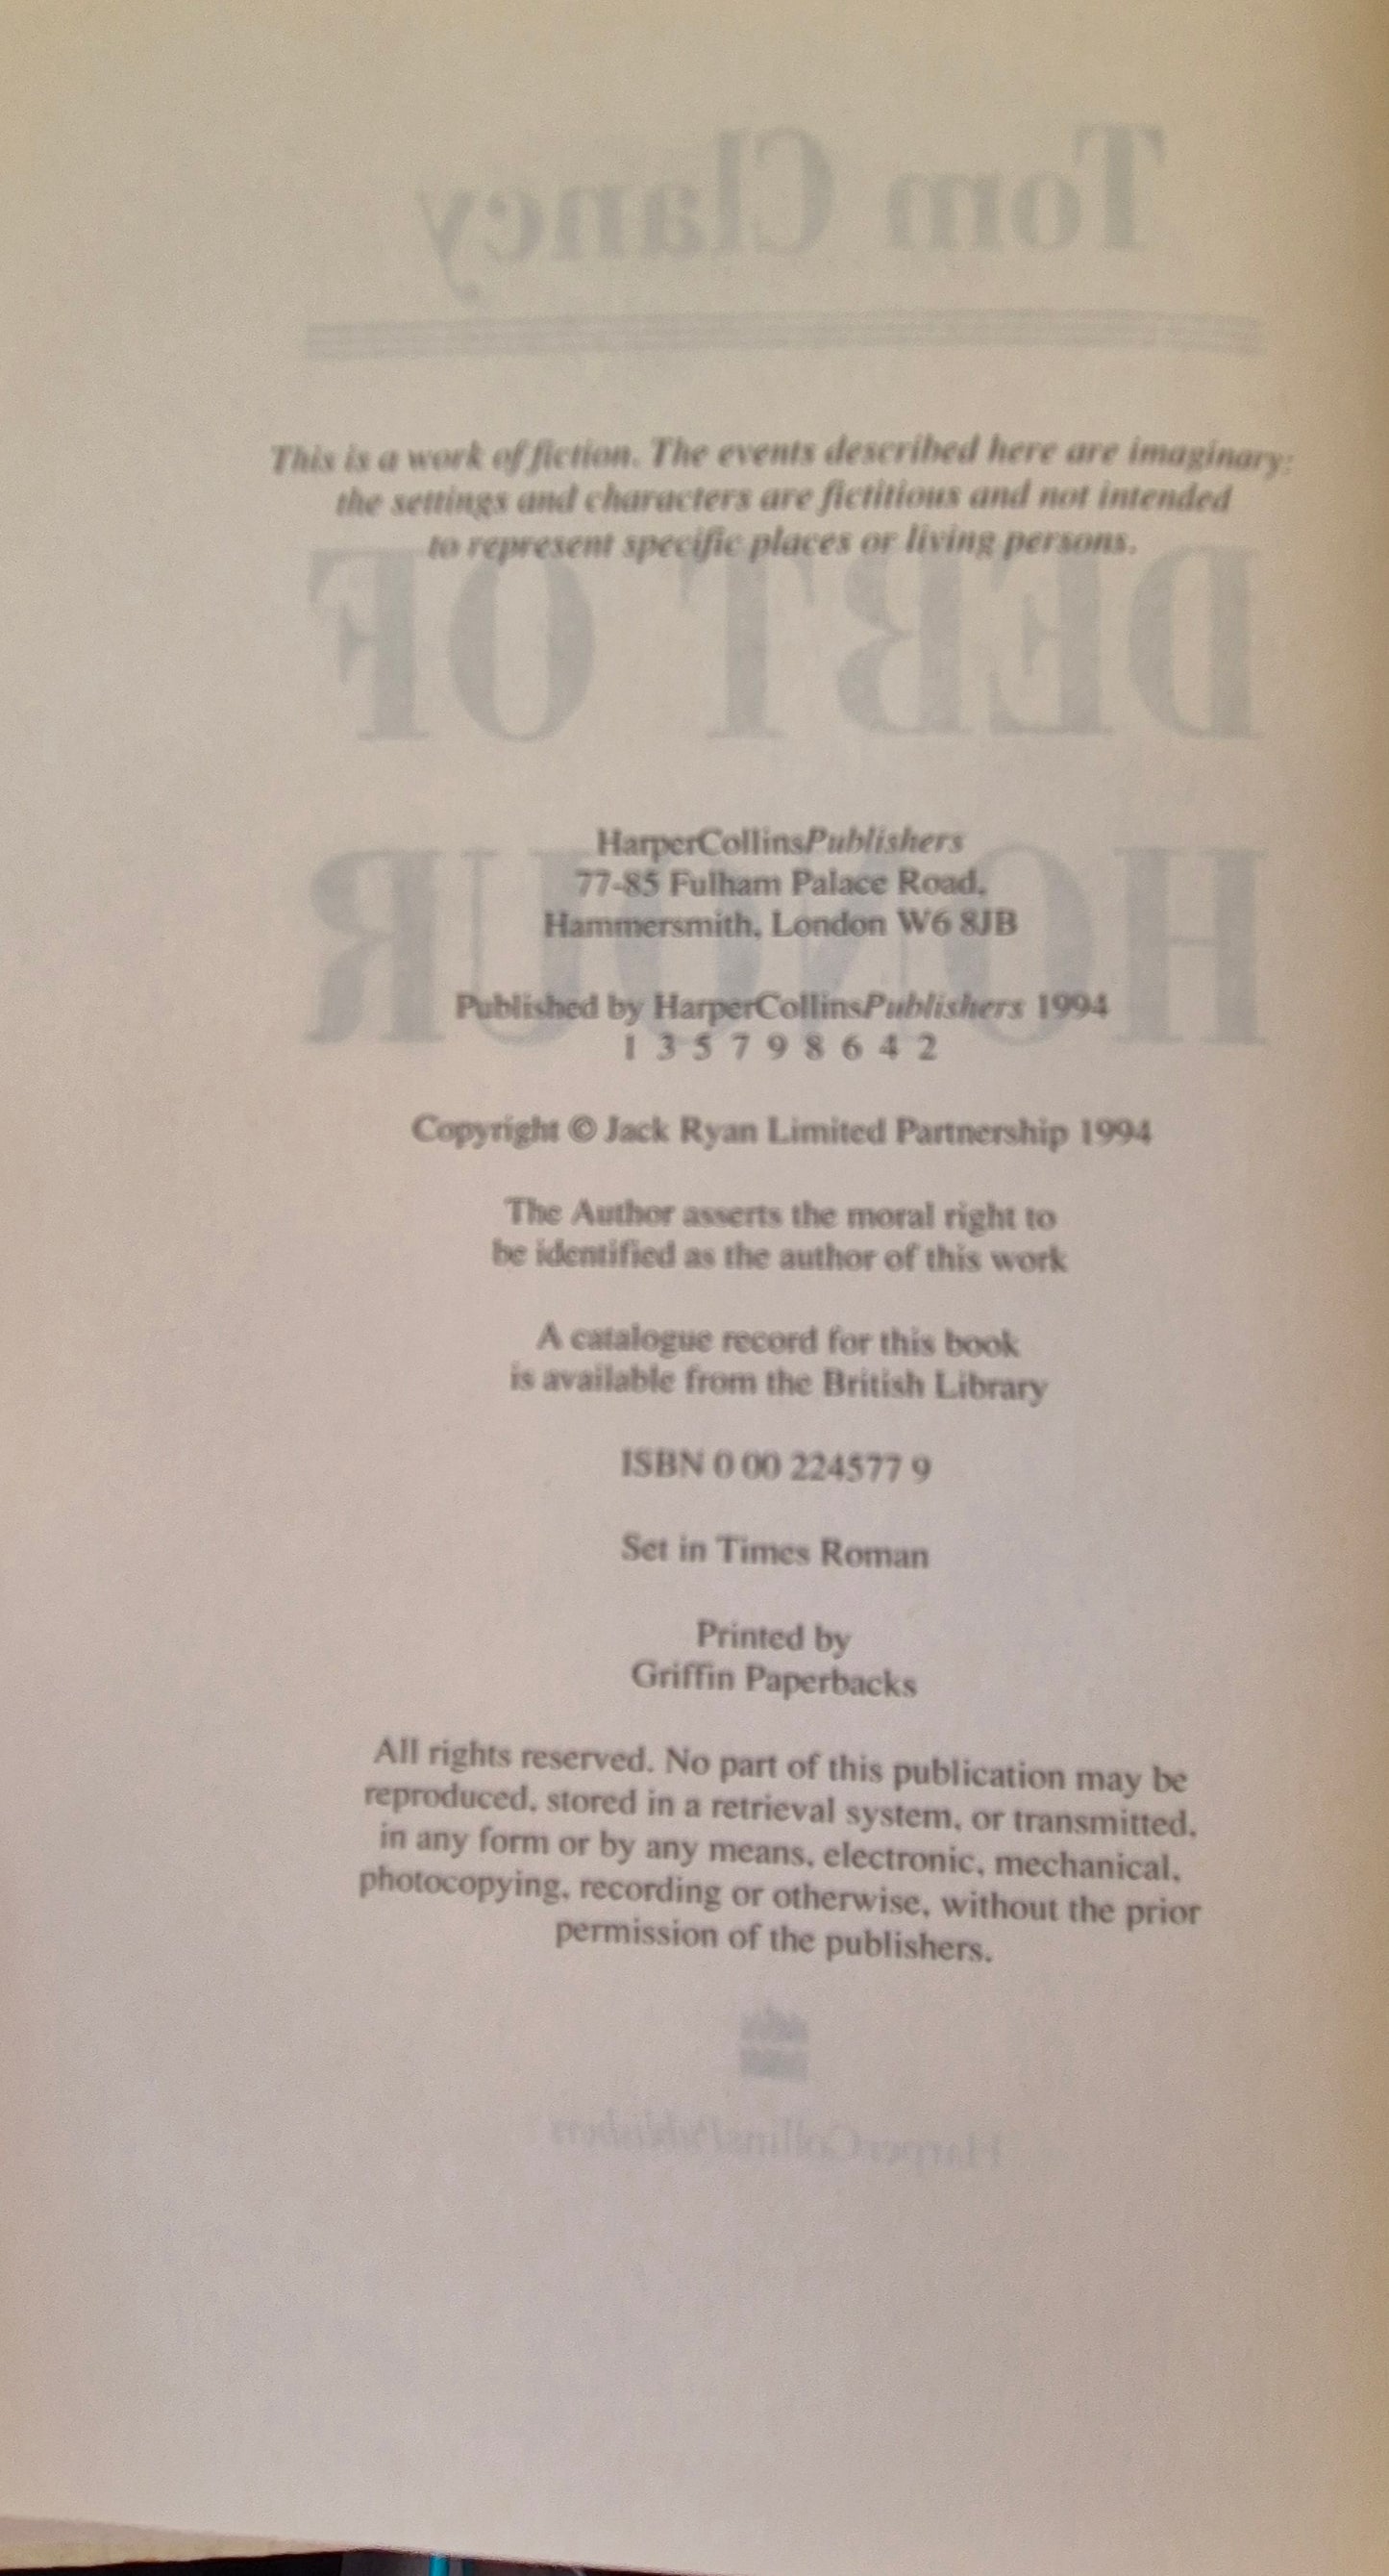 Tom Clancy
This is a work of fiction. The events described here are imaginary;
the settings and characters are fictitious and not intended
to represent specific places or living persons.
DEBT OF
HarperCollinsPublishers
77-85 Fulham Palace Road,
Hammersmith, London W6 8JB
HONOUR
Published by HarperCollinsPublishers 1994
1 3 5 7 9 8 6 4 2
Copyright © Jack Ryan Limited Partnership 1994
The Author asserts the moral right to
be identified as the author of this work
A catalogue record for this book
is available from the British Library
ISBN 0 00 224577 9
Set in Times Roman
Printed by
Griffin Paperbacks
All rights reserved. No part of this publication may be
reproduced, stored in a retrieval system, or transmitted,
in any form or by any means, electronic, mechanical,
photocopying, recording or otherwise, without the prior
permission of the publishers.
HarperCollinsPublishers